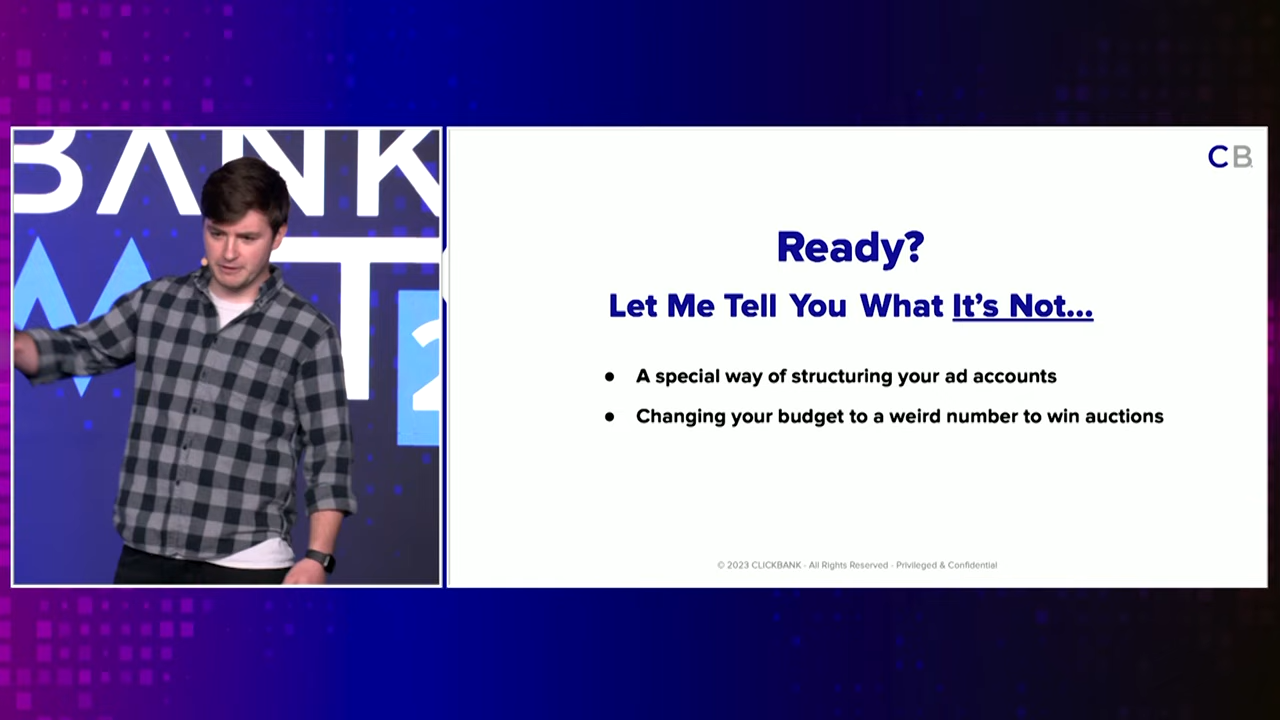 BANK
CB
Ready?
Let Me Tell You What It’s Not...
● A special way of structuring your ad accounts
● Changing your budget to a weird number to win auctions
© 2023 CLICKBANK - All Rights Reserved - Privileged & Confidential